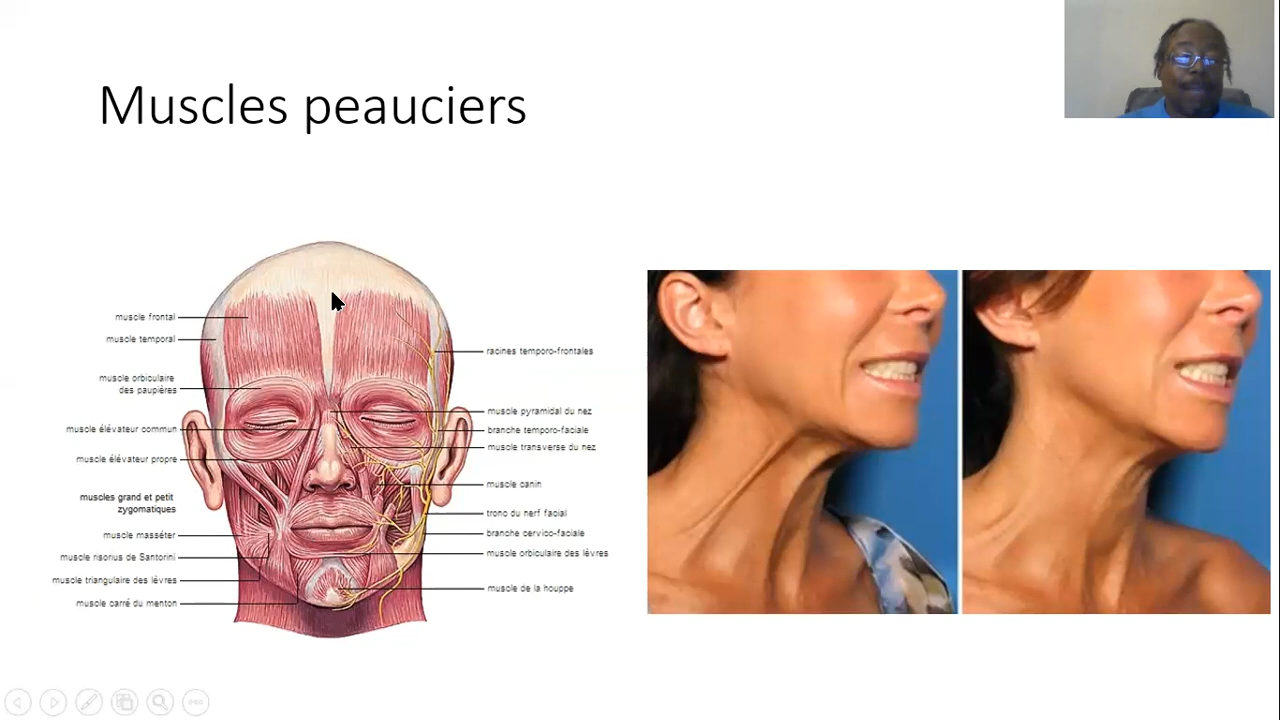 Muscles peauciers
muscle frontal
muscle temporal
muscle orbiculaire
des paupières
muscle élévateur commun
muscle élévateur propre
muscles grand et petit
zygomatiques
muscle masséter
muscle risorius de Santorini
muscle triangulaire des lèvres
muscle carré du menton
racines temporo-frontales
muscle pyramidal du nez
branche temporo-faciale
muscle transverse du nez
muscle canin
tronc du nerf facial
branche cervico-faciale
muscle orbiculaire des lèvres
muscle de la houppe